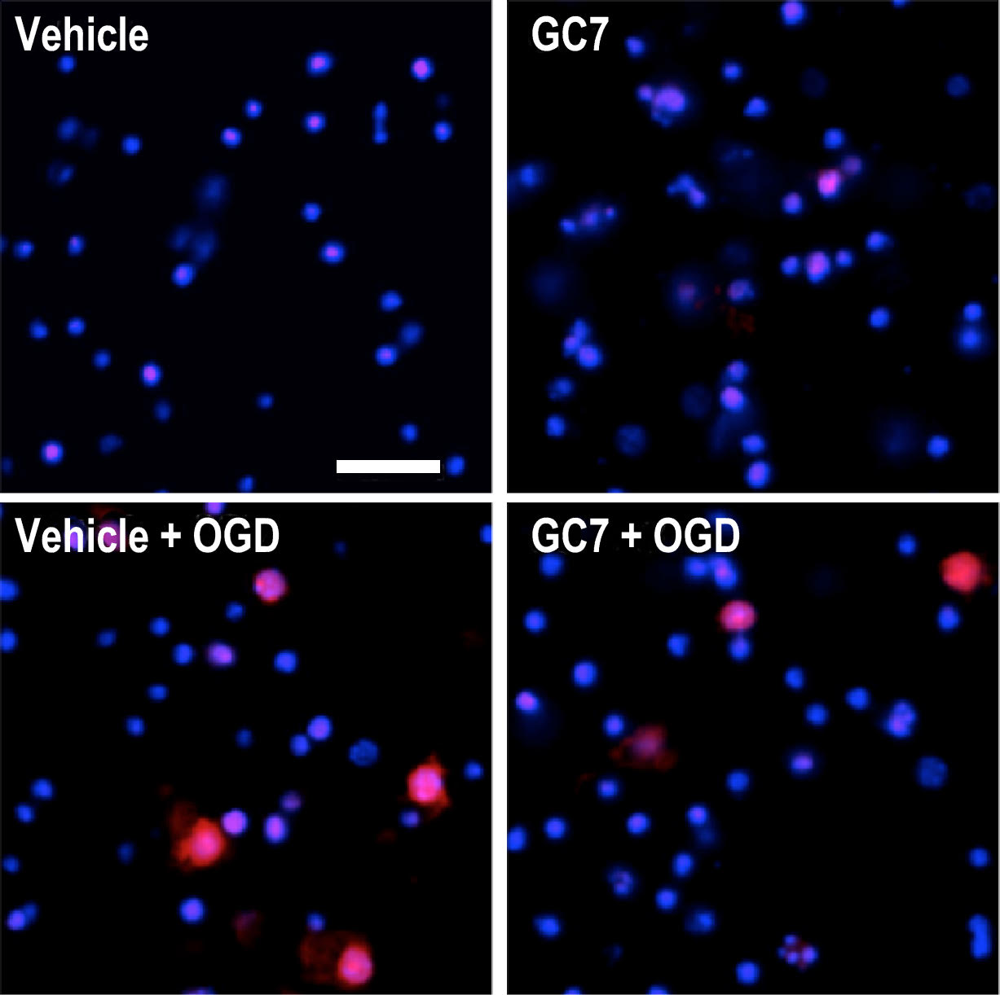 Vehicle
GC7
Vehicle + OGD
GC7 + OGD